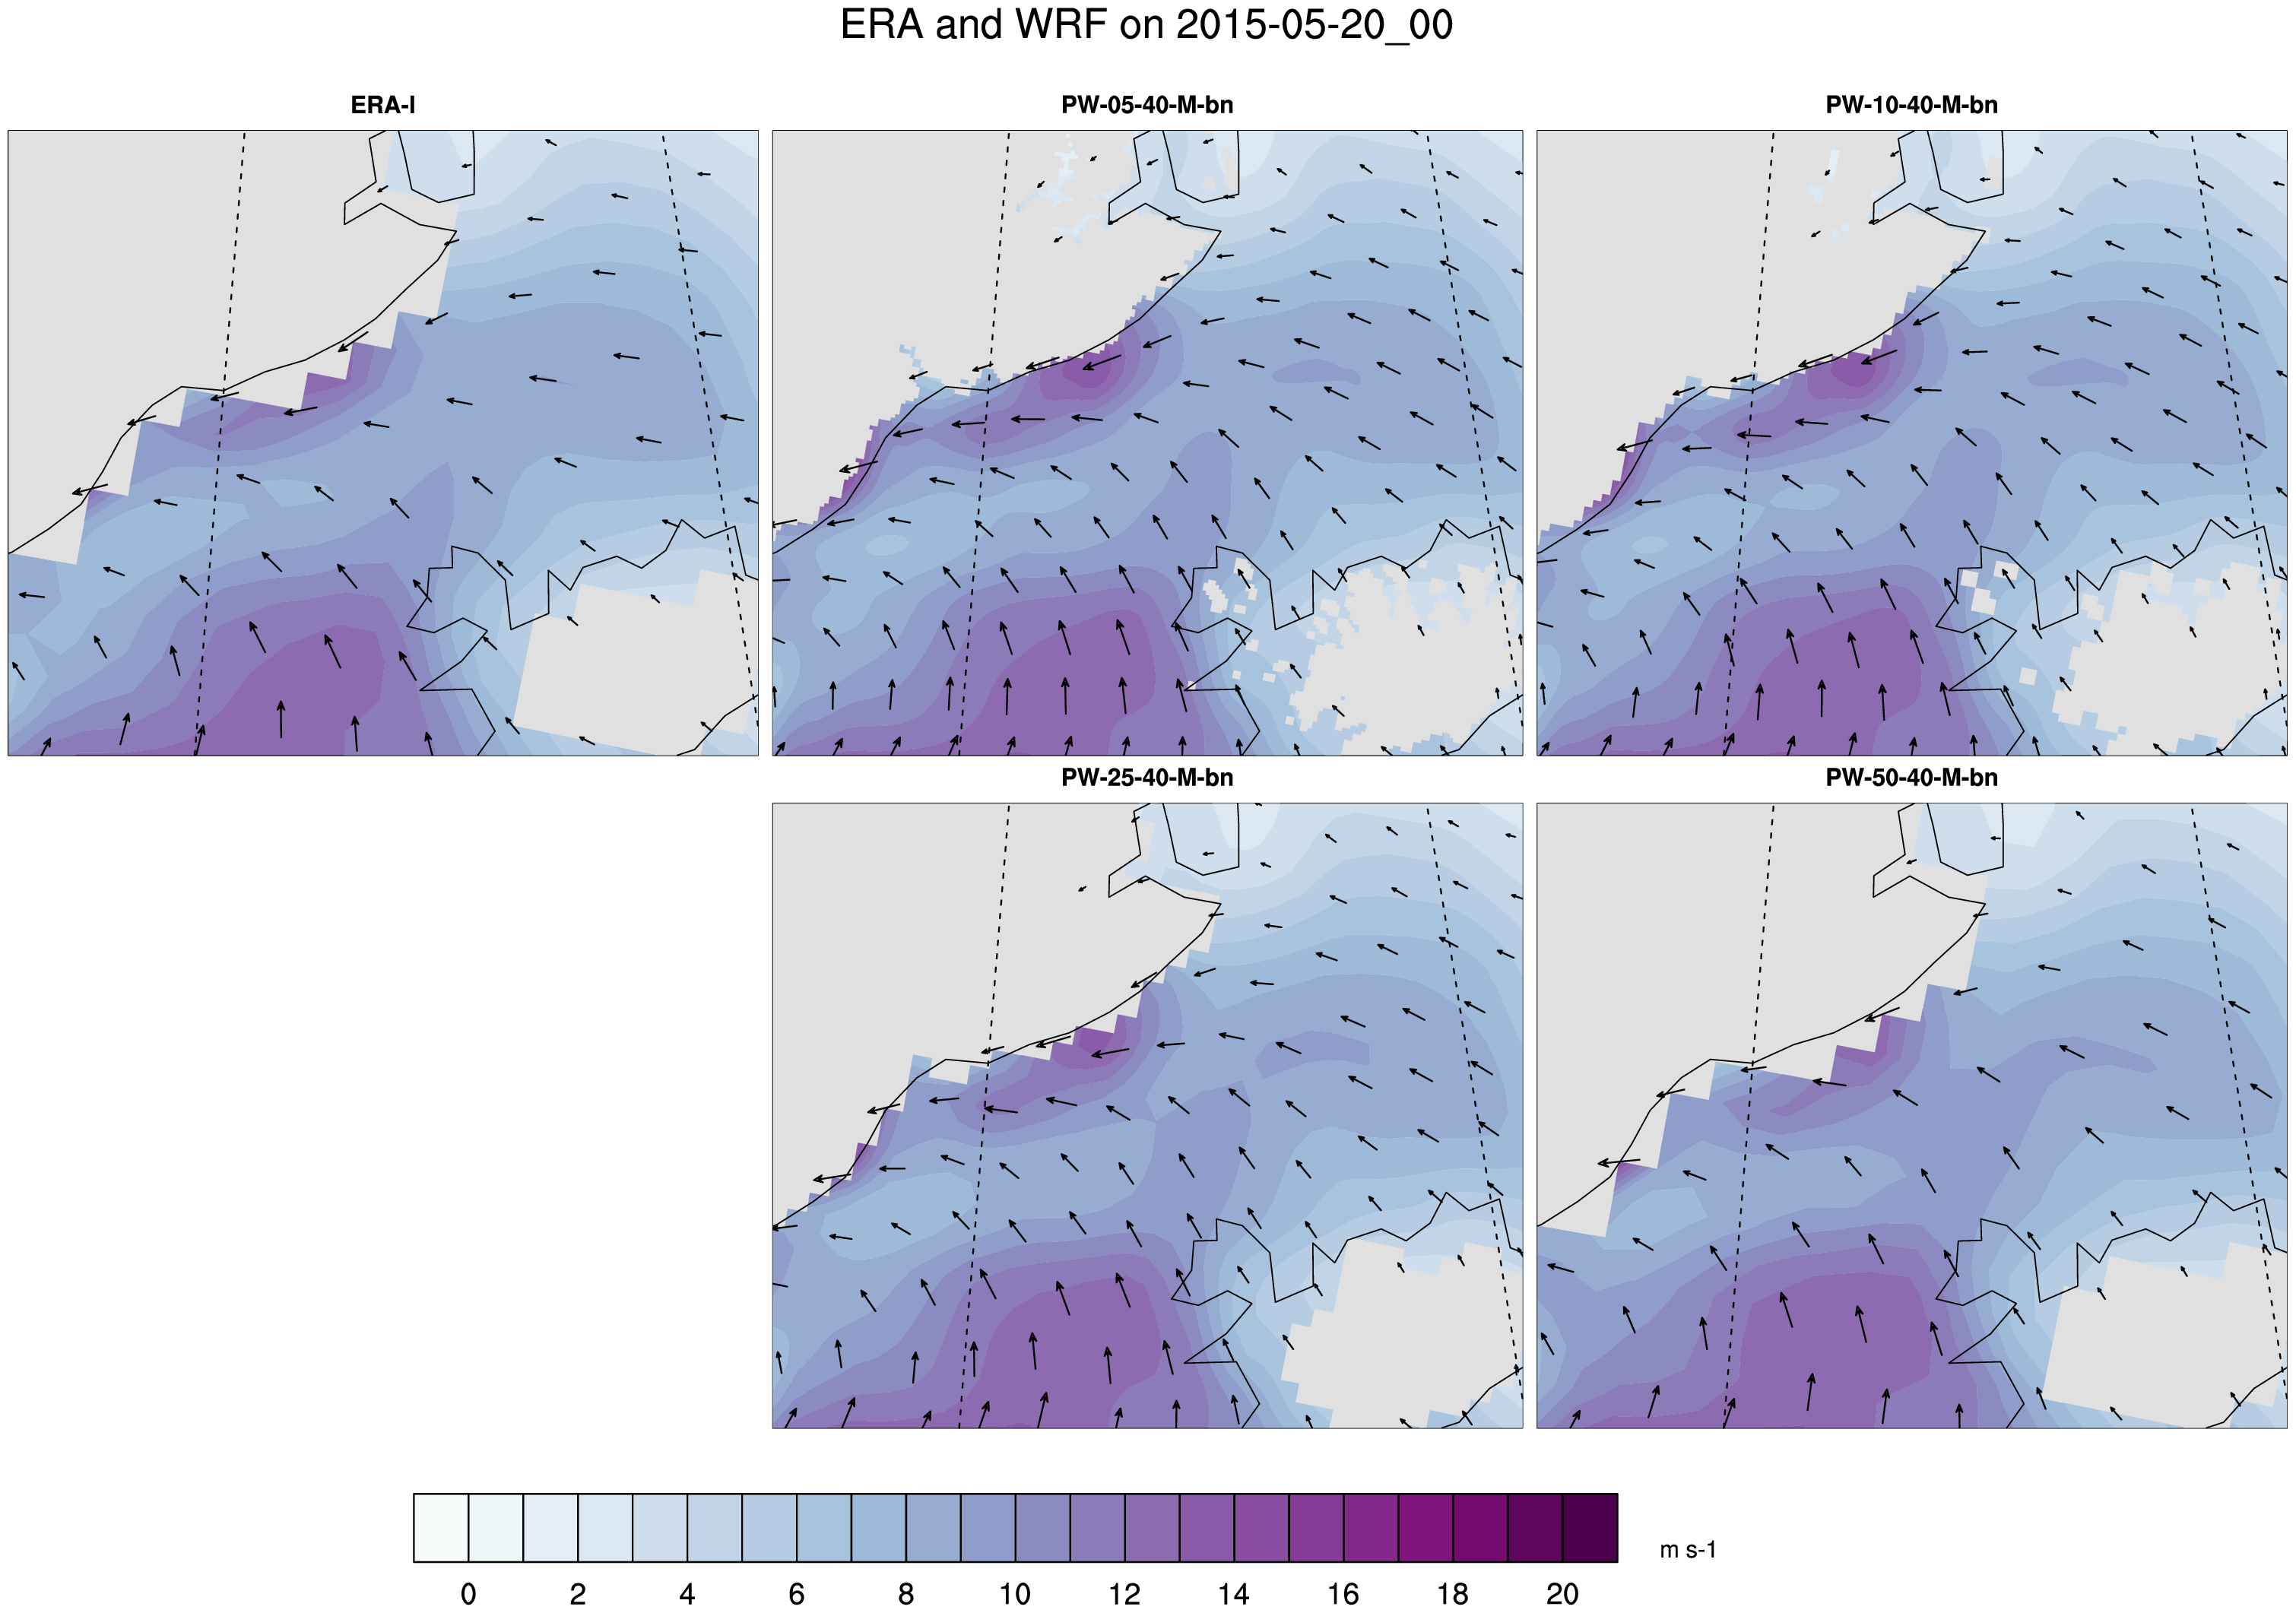 ERA and WRF on 2015-05-20_00
ERA-I
PW-05-40-M-bn
PW-10-40-M-bn
PW-25-40-M-bn
PW-50-40-M-bn
0 2 4 6 8 10 12 14 16 18 20
m s-1